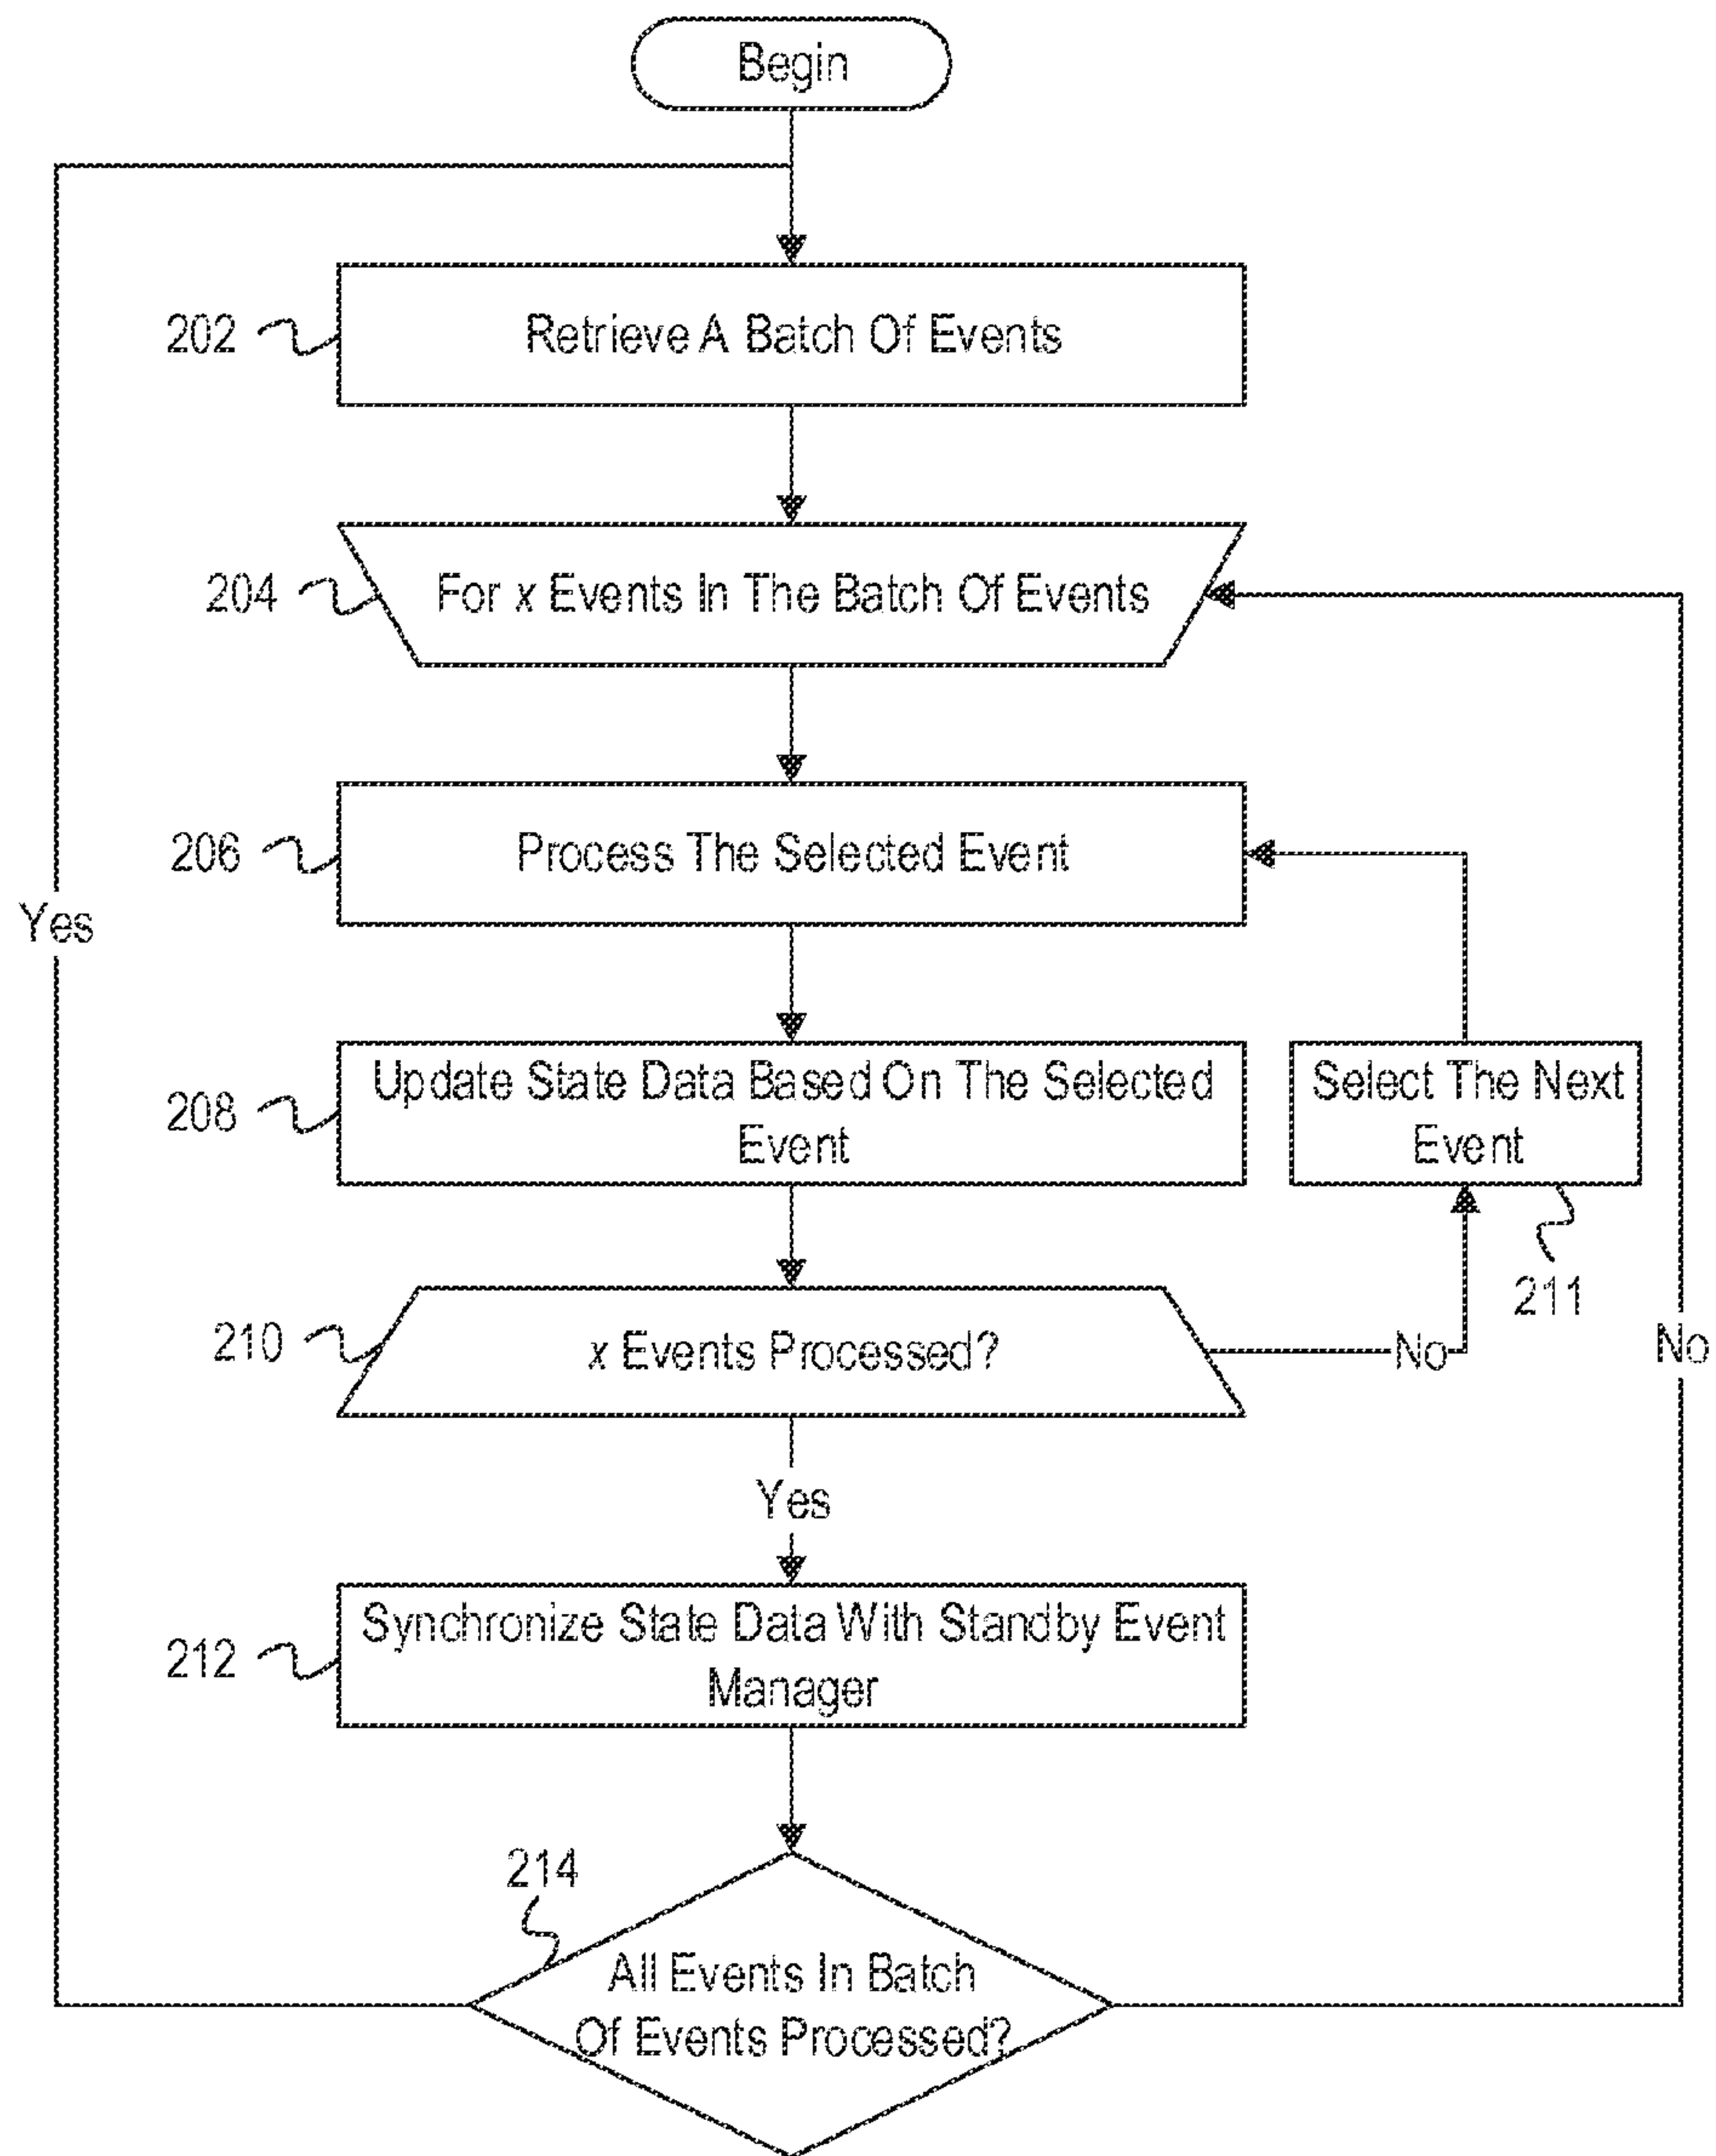 Begin
202
Retrieve A Batch Of Events
204
For x Events In The Batch Of Events
206
Process The Selected Event
Yes
208
Update State Data Based On The Selected
Event
Select The Next
Event
211
210
x Events Processed?
No
No
Yes
212
Synchronize State Data With Standby Event
Manager
214
All Events In Batch
Of Events Processed?